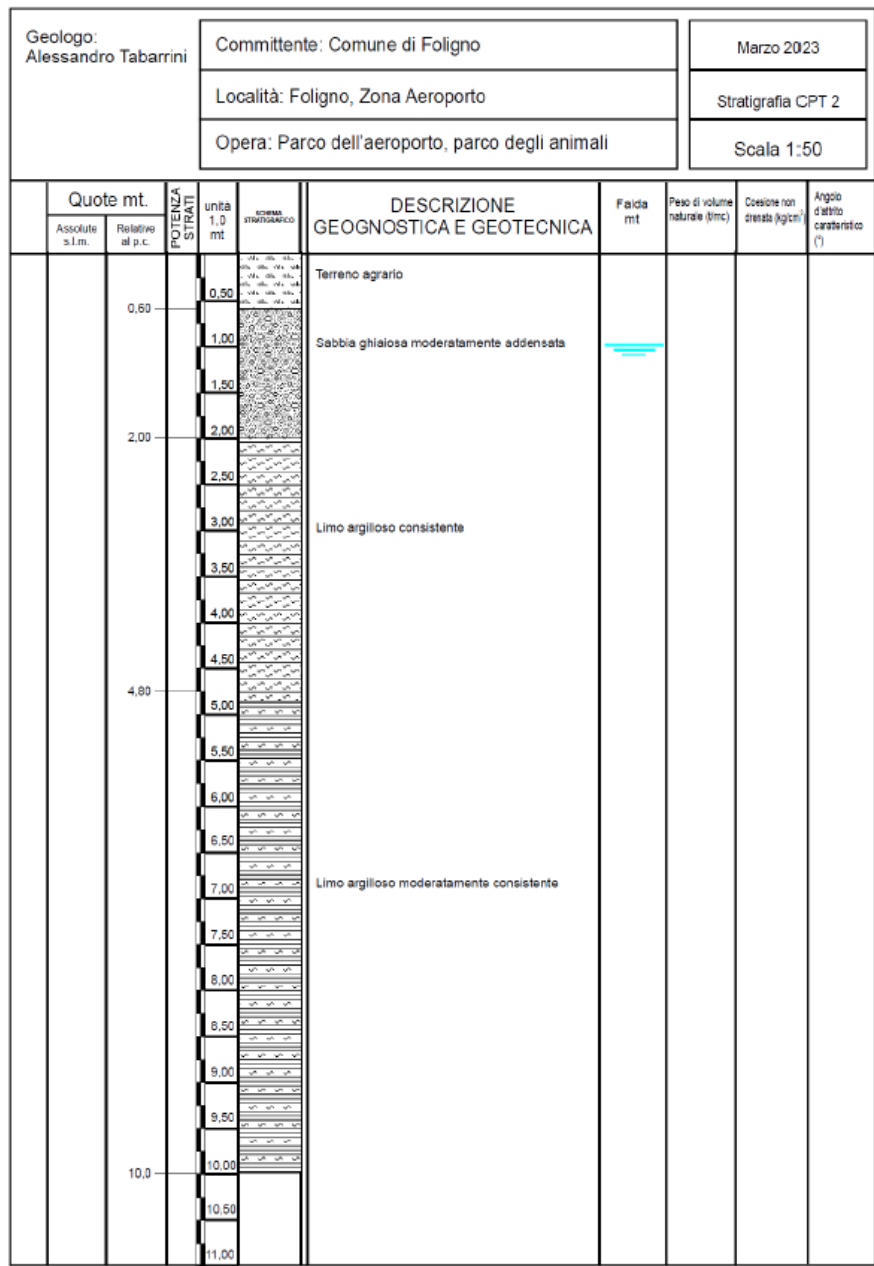 Geologo:
Alessandro Tabarrini
Committente: Comune di Foligno
Marzo 2023
Località: Foligno, Zona Aeroporto
Stratigrafia CPT 2
Opera: Parco dell'aeroporto, parco degli animali
Scala 1:50
Quote mt.
Assolute
s.l.m.
Relative
al p.c.
POTENZA
STRATI
unita
1,0
mt
SCHEMA
STRATIGRAFICO
DESCRIZIONE
GEOGNOSTICA E GEOTECNICA
Falda
mt
Peso di volume
naturale (t/mc)
Coesione non
drenata (kg/cm²)
Angolo
d'attrito
caratteristico
(°)
Terreno agrario
0,50
0,60
1,00
Sabbia ghiaiosa moderatamente addensata
1,50
2,00
2,00
2,50
3,00
Limo argilloso consistente
3,50
4,00
4,50
4,80
5,00
5,50
6,00
6,50
7,00
Limo argilloso moderatamente consistente
7,50
8,00
8,50
9,00
9,50
10,00
10,0
10,50
11,00